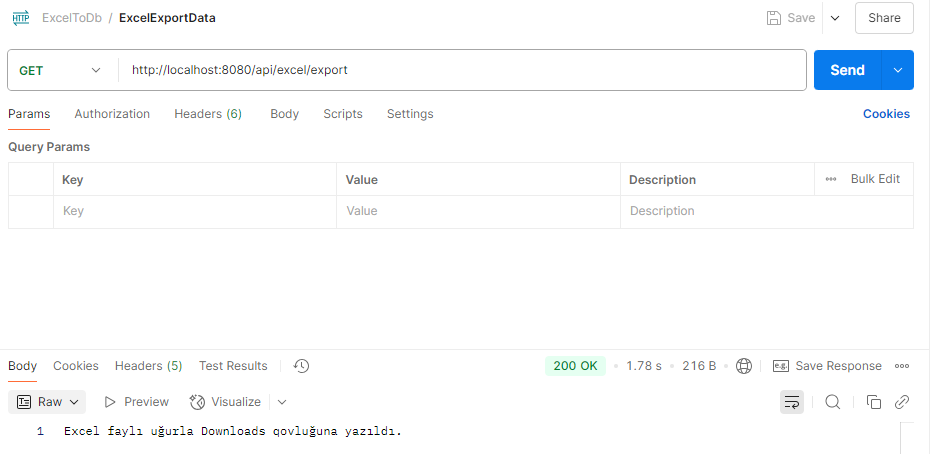 HTTP ExcelToDb / ExcelExportData Save Share
GET http://localhost:8080/api/excel/export Send
Params Authorization Headers (6) Body Scripts Settings Cookies
Query Params
Key Value Description ••• Bulk Edit
Key Value Description
Body Cookies Headers (5) Test Results 200 OK • 1.78 s • 216 B e.g. Save Response •••
Raw Preview Visualize
1 Excel faylı uğurla Downloads qovluğuna yazıldı.